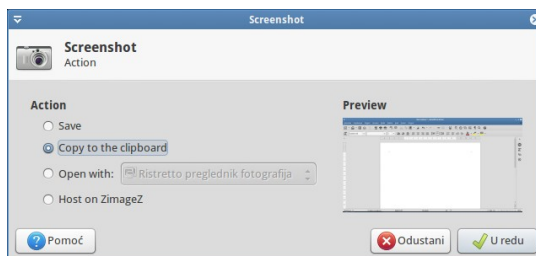 Screenshot
Screenshot
Action
Action
Save
Copy to the clipboard
Open with: Ristretto preglednik fotografija
Host on ZimageZ
Preview
Pomoć
Odustani
U redu